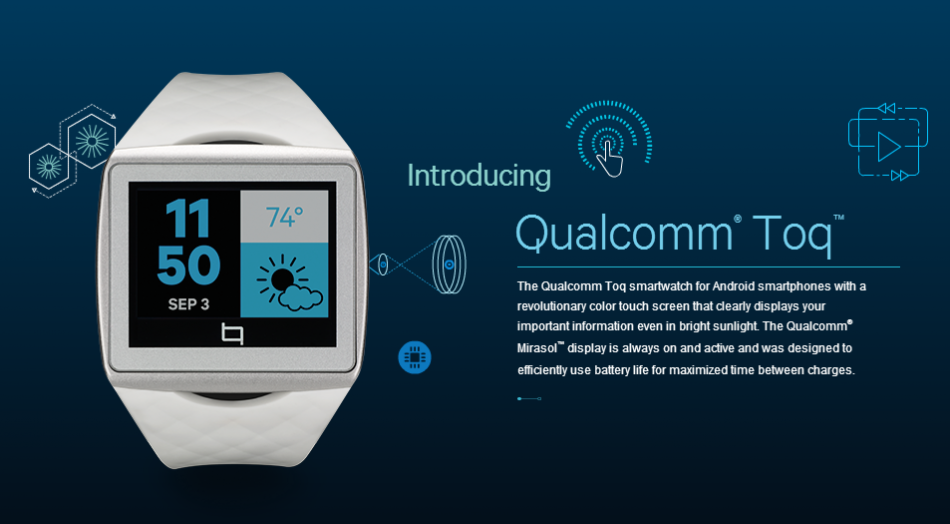 11
50
SEP 3
74°
Introducing
Qualcomm® Toq™
The Qualcomm Toq smartwatch for Android smartphones with a
revolutionary color touch screen that clearly displays your
important information even in bright sunlight. The Qualcomm®
Mirasol™ display is always on and active and was designed to
efficiently use battery life for maximized time between charges.